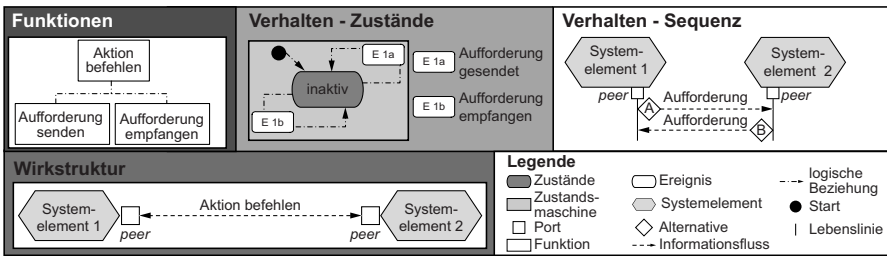 Funktionen
Aktion
befehlen
Aufforderung
senden
Aufforderung
empfangen
Verhalten - Zustände
E 1a
inaktiv
E 1b
E 1a
Aufforderung
gesendet
E 1b
Aufforderung
empfangen
Verhalten - Sequenz
System-
element 1
System-
element 2
peer
peer
Aufforderung
A
Aufforderung
B
Wirkstruktur
System-
element 1
peer
Aktion befehlen
peer
System-
element 2
Legende
Zustände
Zustands-
maschine
Port
Funktion
Ereignis
Systemelement
Alternative
Informationsfluss
logische
Beziehung
Start
Lebenslinie